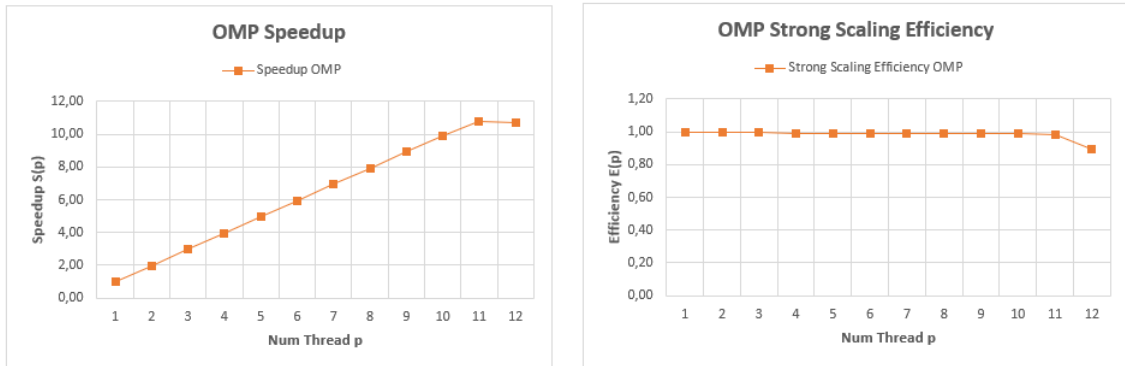 OMP Speedup
Speedup OMP
Speedup S(p)
12,00
10,00
8,00
6,00
4,00
2,00
0,00
1 2 3 4 5 6 7 8 9 10 11 12
Num Thread p
OMP Strong Scaling Efficiency
Strong Scaling Efficiency OMP
Efficiency E(p)
1,20
1,00
0,80
0,60
0,40
0,20
0,00
1 2 3 4 5 6 7 8 9 10 11 12
Num Thread p